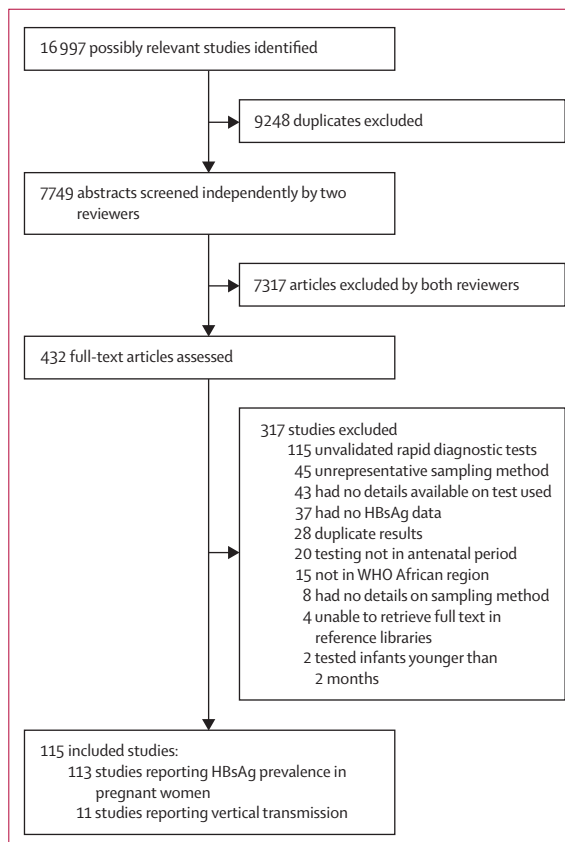 16 997 possibly relevant studies identified
9248 duplicates excluded
7749 abstracts screened independently by two
reviewers
7317 articles excluded by both reviewers
432 full-text articles assessed
317 studies excluded
115 unvalidated rapid diagnostic tests
45 unrepresentative sampling method
43 had no details available on test used
37 had no HBsAg data
28 duplicate results
20 testing not in antenatal period
15 not in WHO African region
8 had no details on sampling method
4 unable to retrieve full text in
reference libraries
2 tested infants younger than
2 months
115 included studies:
113 studies reporting HBsAg prevalence in
pregnant women
11 studies reporting vertical transmission